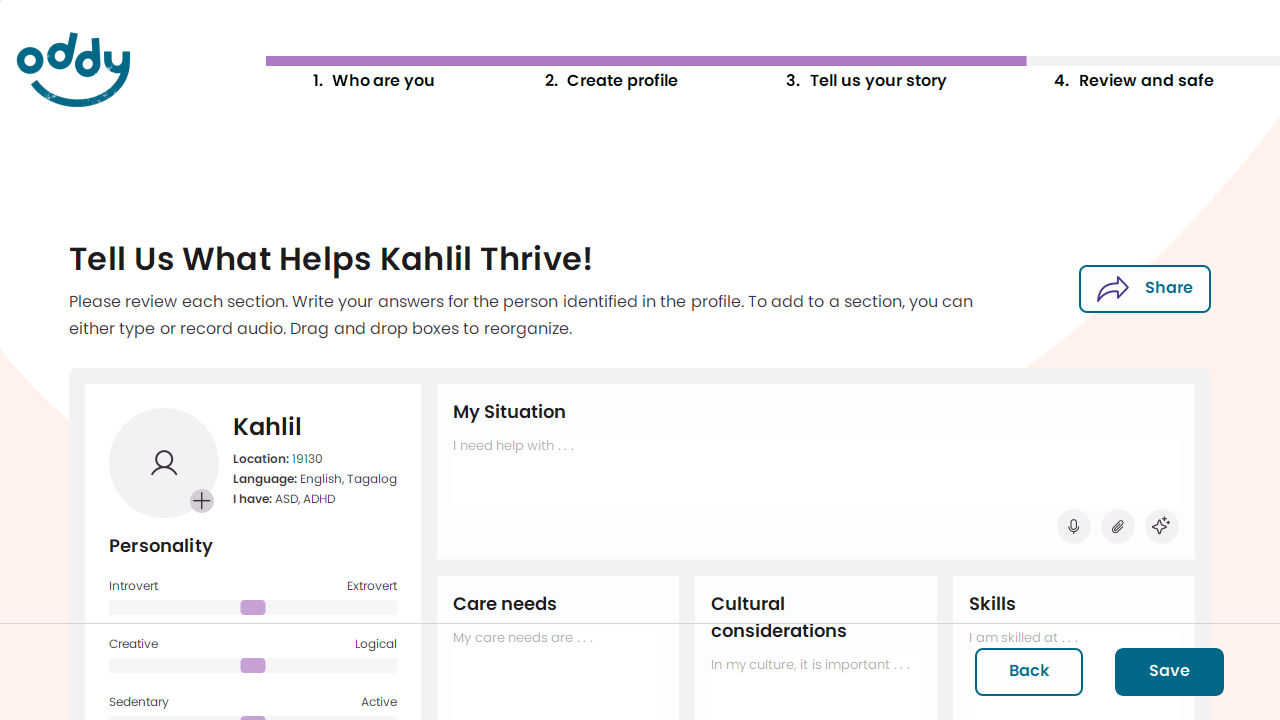 oddy
1. Who are you
2. Create profile
3. Tell us your story
4. Review and safe
Tell Us What Helps Kahlil Thrive!
Please review each section. Write your answers for the person identified in the profile. To add to a section, you can
either type or record audio. Drag and drop boxes to reorganize.
Share
Kahlil
Location: 19130
Language: English, Tagalog
I have: ASD, ADHD
Personality
Introvert
Extrovert
Creative
Logical
Sedentary
Active
My Situation
I need help with . . .
Care needs
My care needs are . . .
Cultural
considerations
In my culture, it is important . . .
Skills
I am skilled at . . .
Back
Save